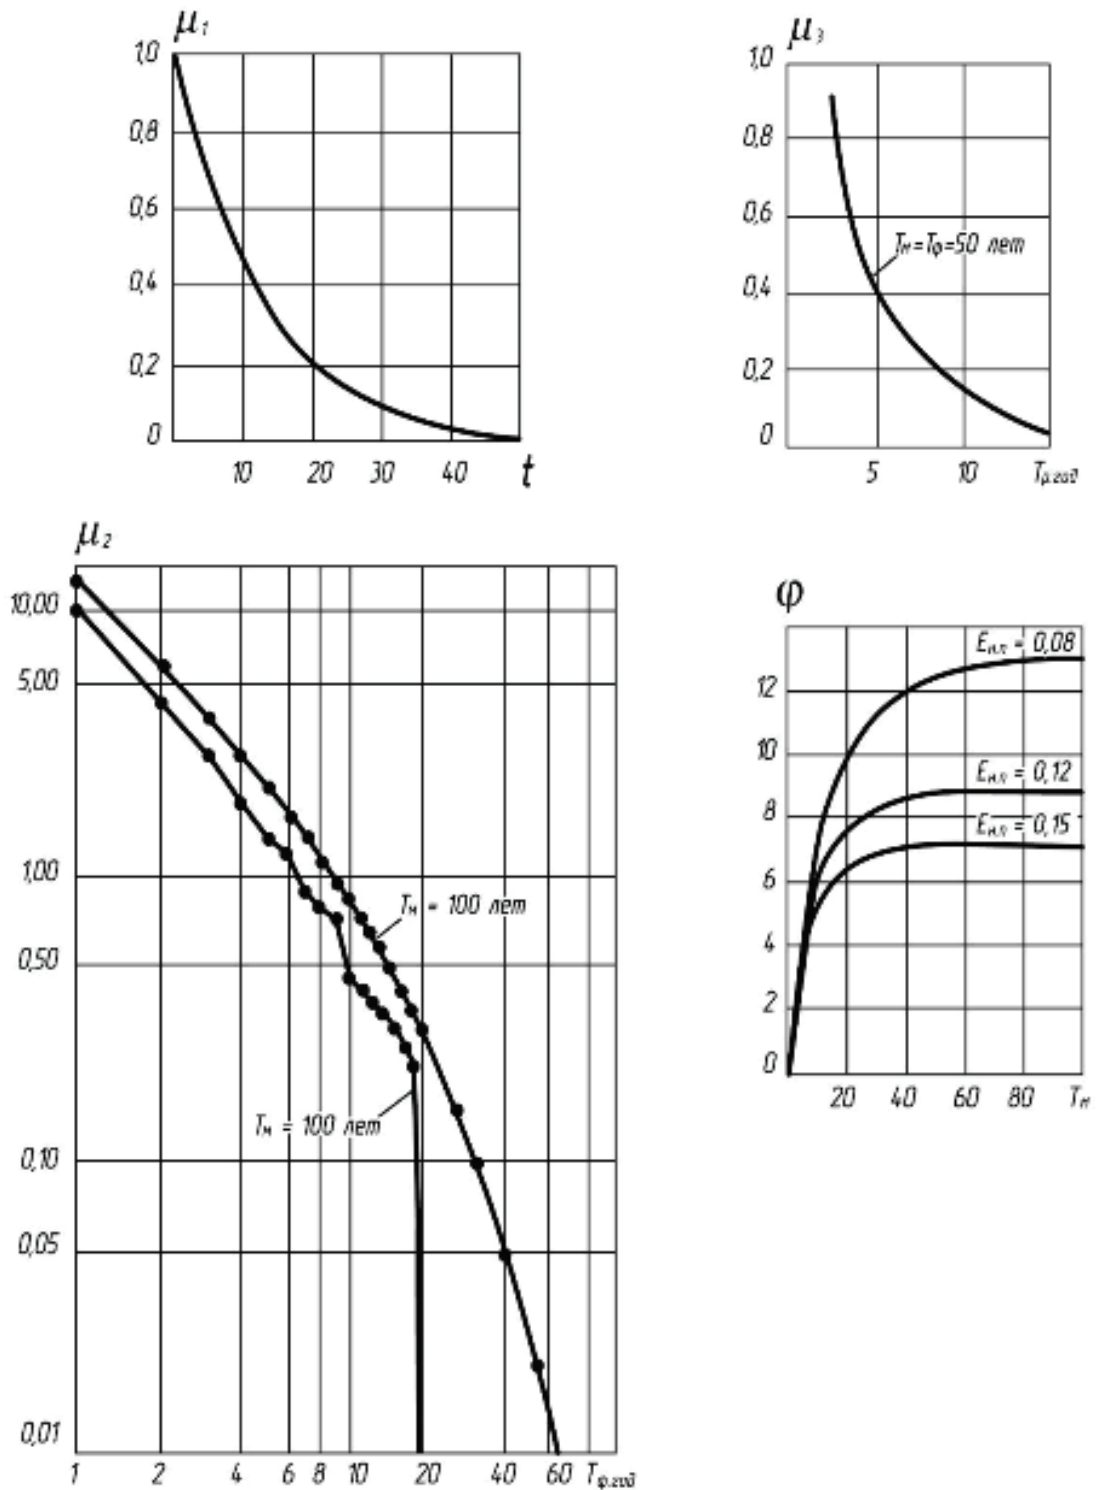 μ₁
1,0
0,8
0,6
0,4
0,2
0
10 20 30 40 t
μ₃
1,0
0,8
0,6
0,4
0,2
0
Tн=Tф=50 лет
5 10 Tр.год
μ₂
10,00
5,00
1,00
0,50
0,10
0,05
0,01
Tн = 100 лет
Tн = 100 лет
1 2 4 6 8 10 20 40 60 Tф.год
φ
12
10
8
6
4
2
0
Eн.п = 0,08
Eн.п = 0,12
Eн.п = 0,15
20 40 60 80 Tн